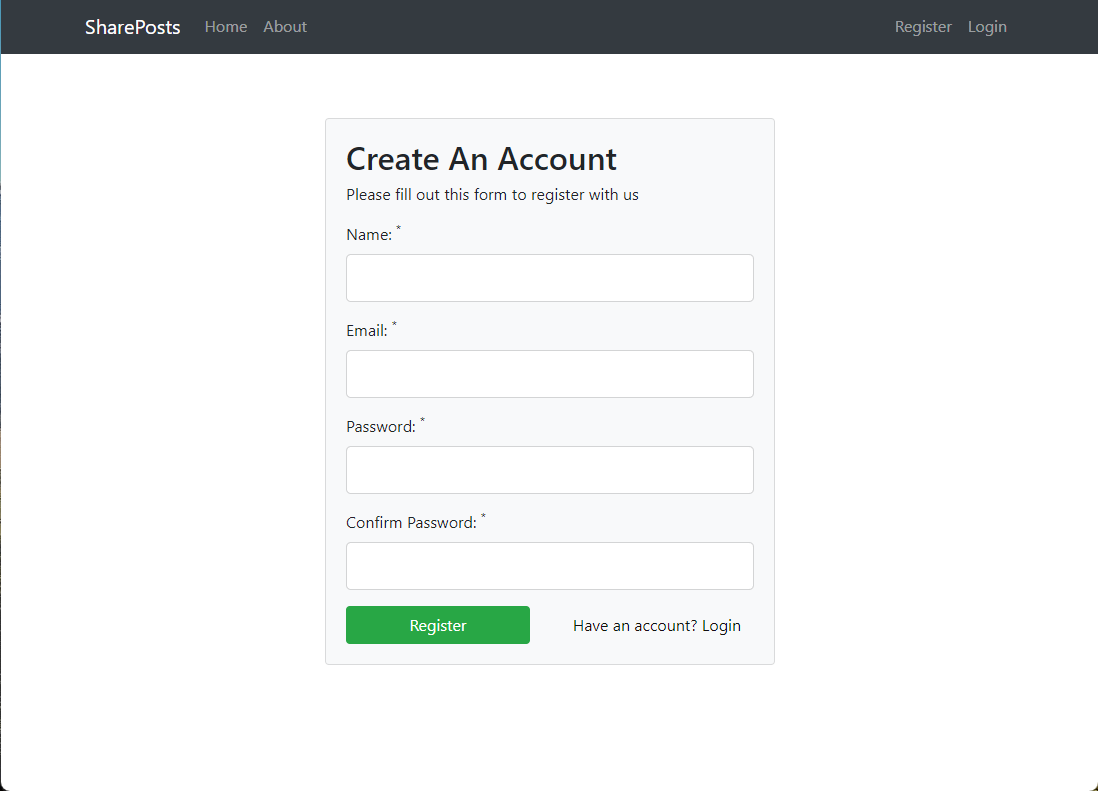 SharePosts Home About Register Login
Create An Account
Please fill out this form to register with us
Name: *
Email: *
Password: *
Confirm Password: *
Register Have an account? Login